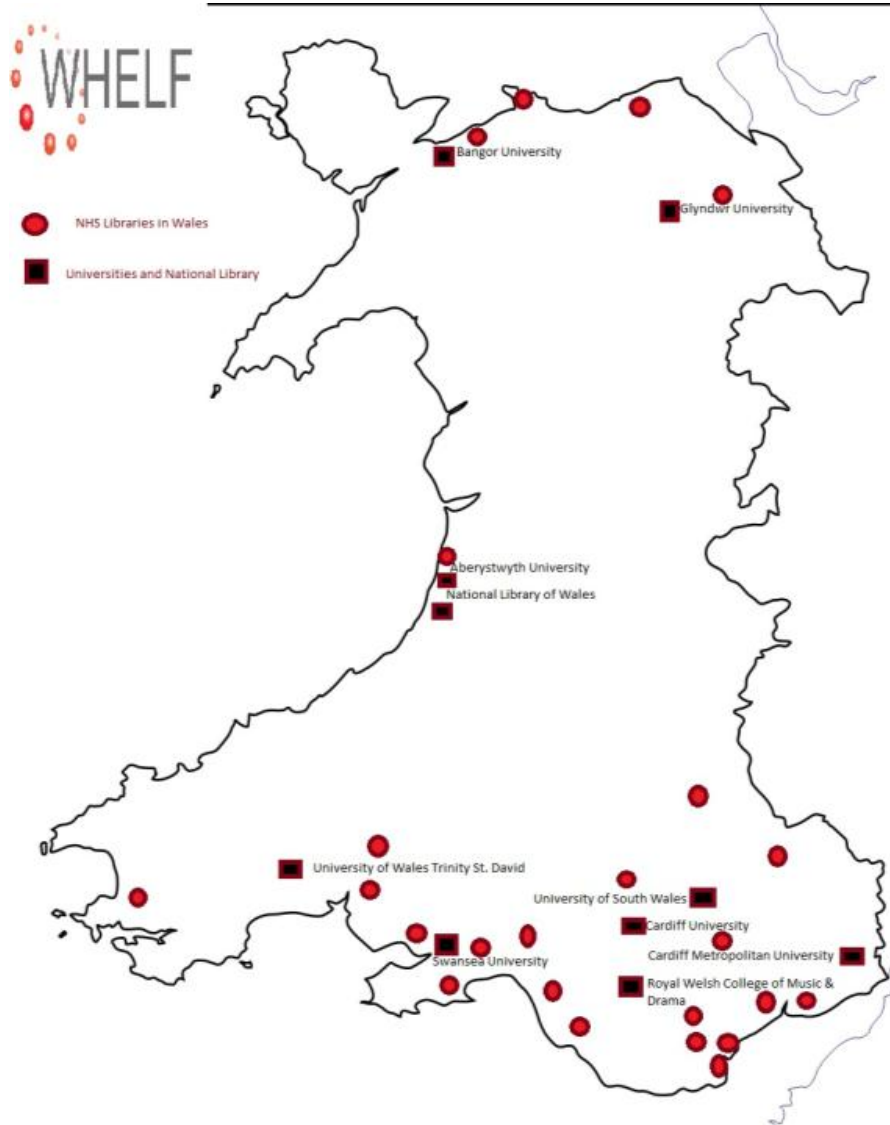 WHELF
NHS Libraries in Wales
Universities and National Library
Bangor University
Glyndwr University
Aberystwyth University
National Library of Wales
University of Wales Trinity St. David
University of South Wales
Cardiff University
Cardiff Metropolitan University
Swansea University
Royal Welsh College of Music &
Drama